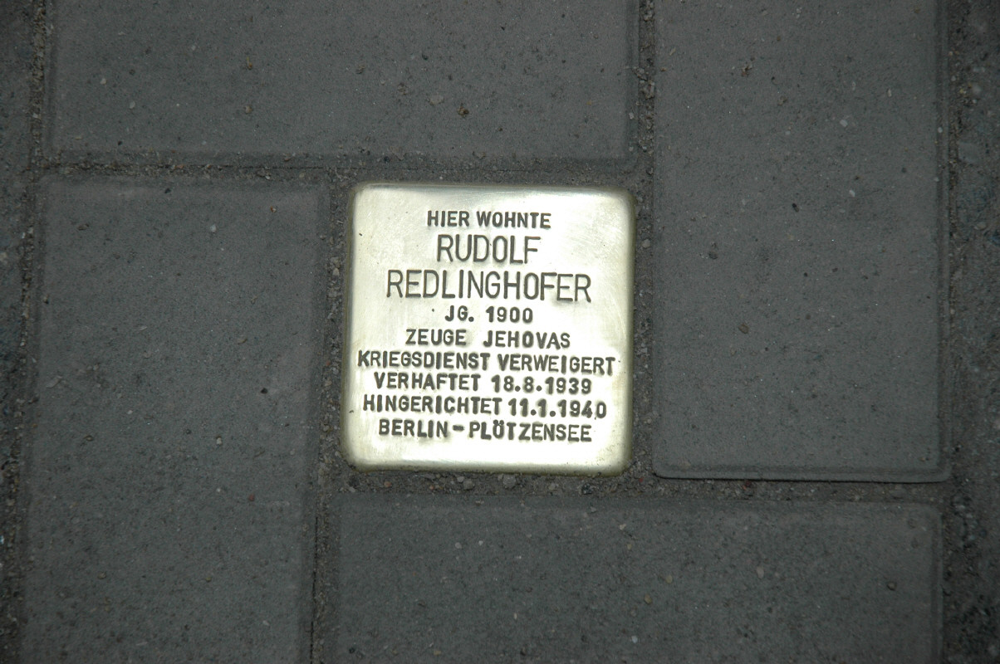 HIER WOHNTE
RUDOLF
REDLINGHOFER
JG. 1900
ZEUGE JEHOVAS
KRIEGSDIENST VERWEIGERT
VERHAFTET 18.8.1939
HINGERICHTET 11.1.1940
BERLIN-PLÖTZENSEE